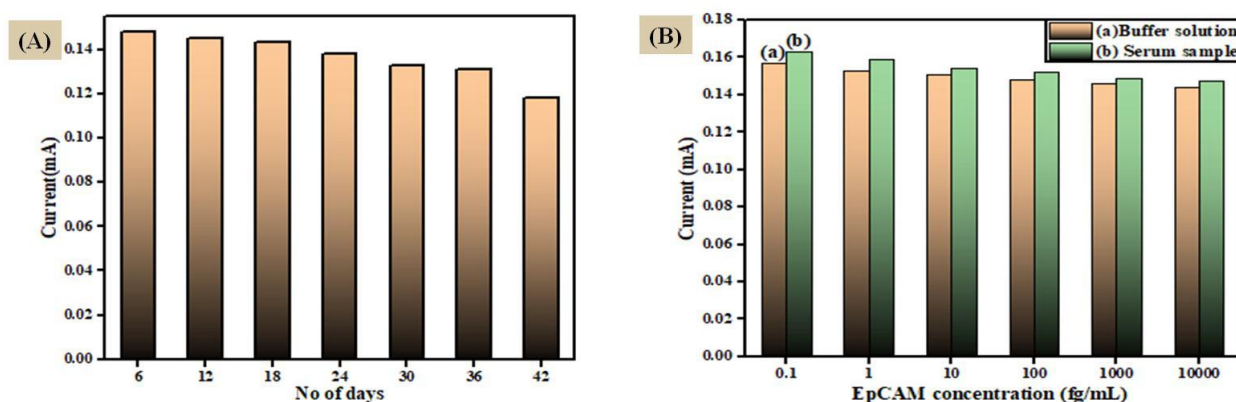 (A)
0.14
0.12
0.10
0.08
0.06
0.04
0.02
0.00
Current(mA)
6 12 18 24 30 36 42
No of days
(B)
0.18
0.16
0.14
0.12
0.10
0.08
0.06
0.04
0.02
0.00
Current (mA)
(a)Buffer solution
(b) Serum sample
(a) (b)
0.1 1 10 100 1000 10000
EpCAM concentration (fg/mL)